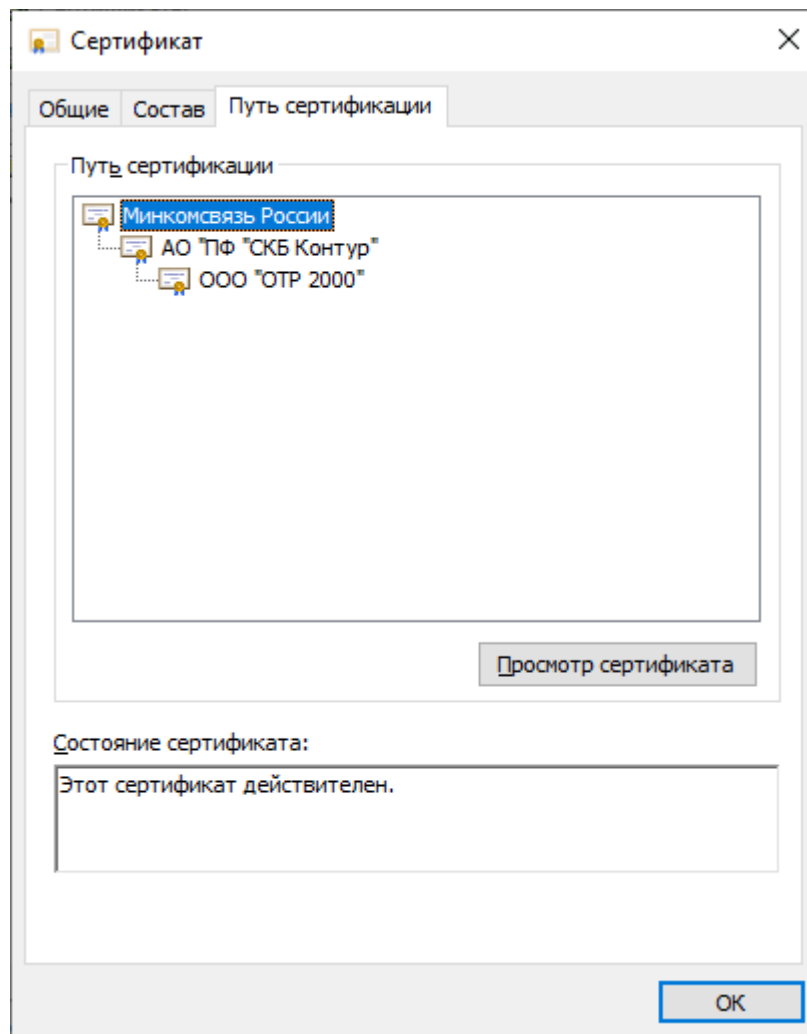 Сертификат
Общие Состав Путь сертификации
Путь сертификации
Минкомсвязь России
АО "ПФ "СКБ Контур"
ООО "ОТР 2000"
Просмотр сертификата
Состояние сертификата:
Этот сертификат действителен.
ОК